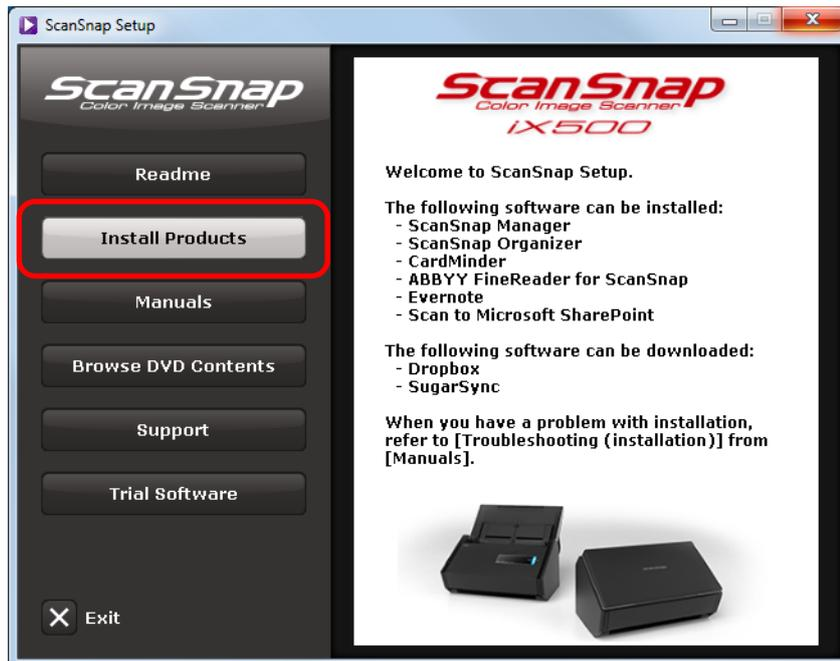 ScanSnap Setup
ScanSnap
Color Image Scanner
Readme
Install Products
Manuals
Browse DVD Contents
Support
Trial Software
Exit
ScanSnap
Color Image Scanner
iX500
Welcome to ScanSnap Setup.
The following software can be installed:
- ScanSnap Manager
- ScanSnap Organizer
- CardMinder
- ABBYY FineReader for ScanSnap
- Evernote
- Scan to Microsoft SharePoint
The following software can be downloaded:
- Dropbox
- SugarSync
When you have a problem with installation,
refer to [Troubleshooting (installation)] from
[Manuals].